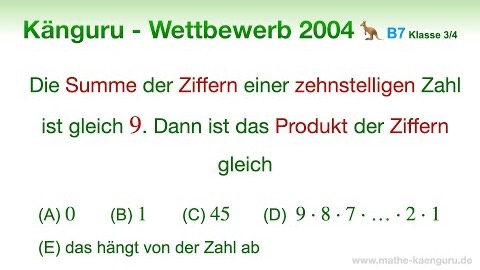 Känguru - Wettbewerb 2004 B7 Klasse 3/4
Die Summe der Ziffern einer zehnstelligen Zahl
ist gleich 9. Dann ist das Produkt der Ziffern
gleich
(A) 0 (B) 1 (C) 45 (D) 9 · 8 · 7 · … · 2 · 1
(E) das hängt von der Zahl ab
www.mathe-kaenguru.de